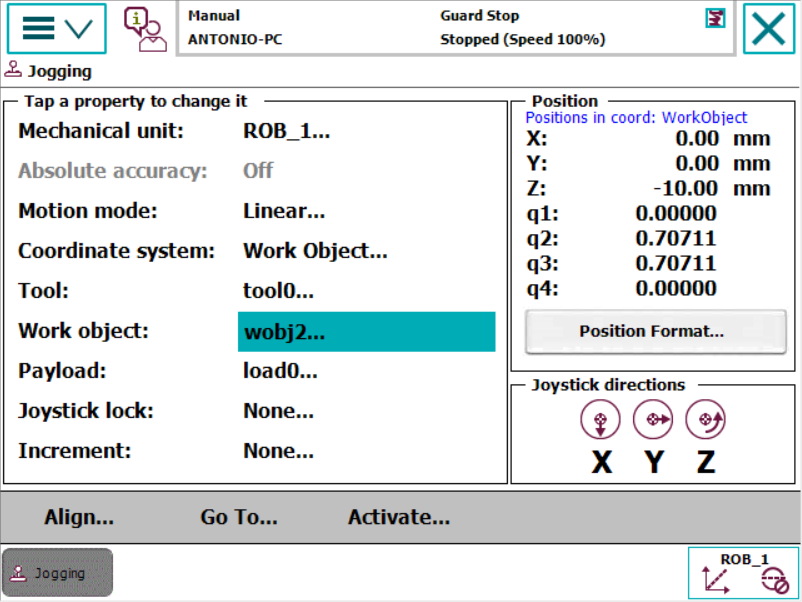 Manual
ANTONIO-PC
Guard Stop
Stopped (Speed 100%)
Jogging
Tap a property to change it
Mechanical unit: ROB_1...
Absolute accuracy: Off
Motion mode: Linear...
Coordinate system: Work Object...
Tool: tool0...
Work object: wobj2...
Payload: load0...
Joystick lock: None...
Increment: None...
Position
Positions in coord: WorkObject
X: 0.00 mm
Y: 0.00 mm
Z: -10.00 mm
q1: 0.00000
q2: 0.70711
q3: 0.70711
q4: 0.00000
Position Format...
Joystick directions
X Y Z
Align... Go To... Activate...
Jogging
ROB_1